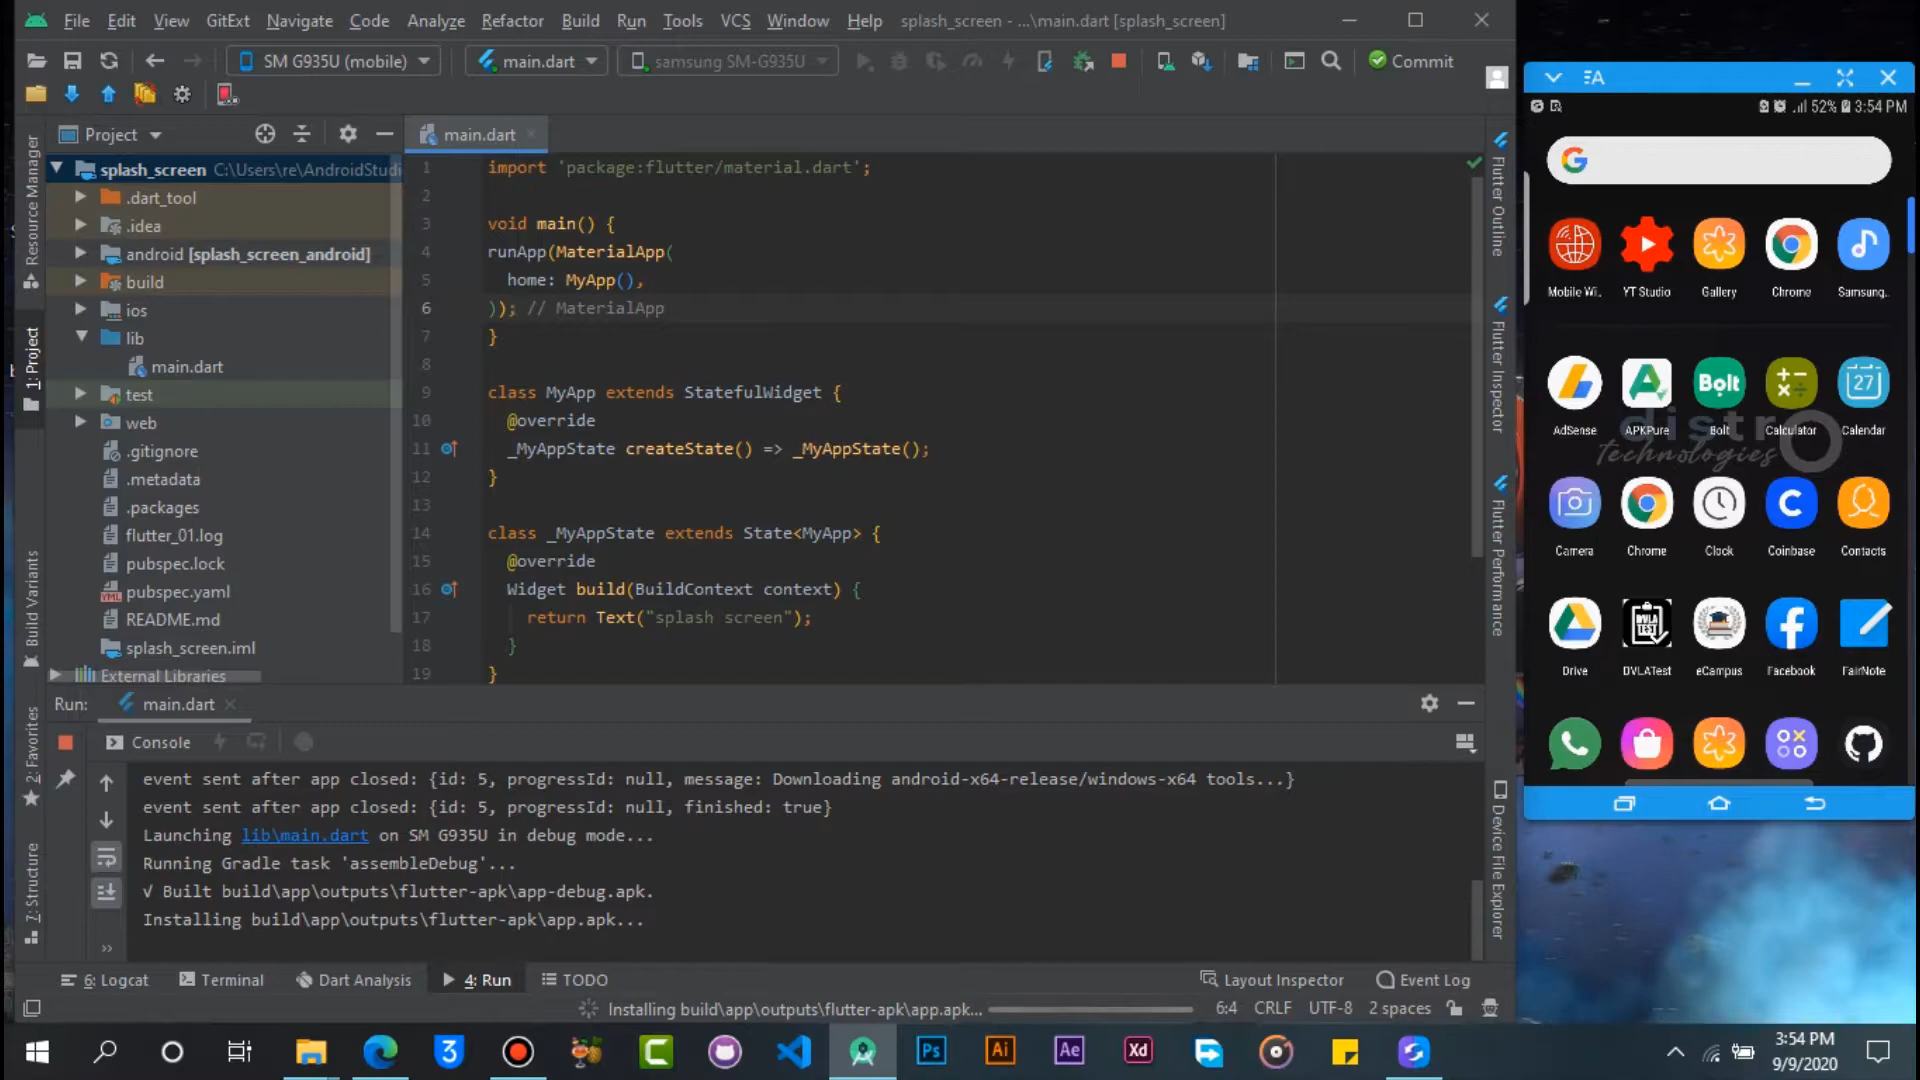 File Edit View GitExt Navigate Code Analyze Refactor Build Run Tools VCS Window Help splash_screen - ...\main.dart [splash_screen]
SM G935U (mobile) main.dart samsung SM-G935U Commit
Project
main.dart
splash_screen C:\Users\re\AndroidStudi
.dart_tool
.idea
android [splash_screen_android]
build
ios
lib
main.dart
test
web
.gitignore
.metadata
.packages
flutter_01.log
pubspec.lock
pubspec.yaml
README.md
splash_screen.iml
External Libraries
Resource Manager
1: Project
Build Variants
2: Favorites
7: Structure
1 import 'package:flutter/material.dart';
2
3 void main() {
4 runApp(MaterialApp(
5 home: MyApp(),
6 )); // MaterialApp
7 }
8
9 class MyApp extends StatefulWidget {
10 @override
11 _MyAppState createState() => _MyAppState();
12 }
13
14 class _MyAppState extends State<MyApp> {
15 @override
16 Widget build(BuildContext context) {
17 return Text("splash screen");
18 }
19 }
Flutter Outline
Flutter Inspector
Flutter Performance
Device File Explorer
Run: main.dart
Console
event sent after app closed: {id: 5, progressId: null, message: Downloading android-x64-release/windows-x64 tools...}
event sent after app closed: {id: 5, progressId: null, finished: true}
Launching lib\main.dart on SM G935U in debug mode...
Running Gradle task 'assembleDebug'...
√ Built build\app\outputs\flutter-apk\app-debug.apk.
Installing build\app\outputs\flutter-apk\app.apk...
6: Logcat Terminal Dart Analysis 4: Run TODO Layout Inspector Event Log
Installing build\app\outputs\flutter-apk\app.apk... 6:4 CRLF UTF-8 2 spaces
52% 3:54 PM
Mobile Wi.. YT Studio Gallery Chrome Samsung..
Bolt 27
AdSense APKPure Bolt Calculator Calendar
distro
technologies
Camera Chrome Clock Coinbase Contacts
DVLA
TEST
Drive DVLATest eCampus Facebook FairNote
3 Ps Ai Ae Xd
3:54 PM
9/9/2020